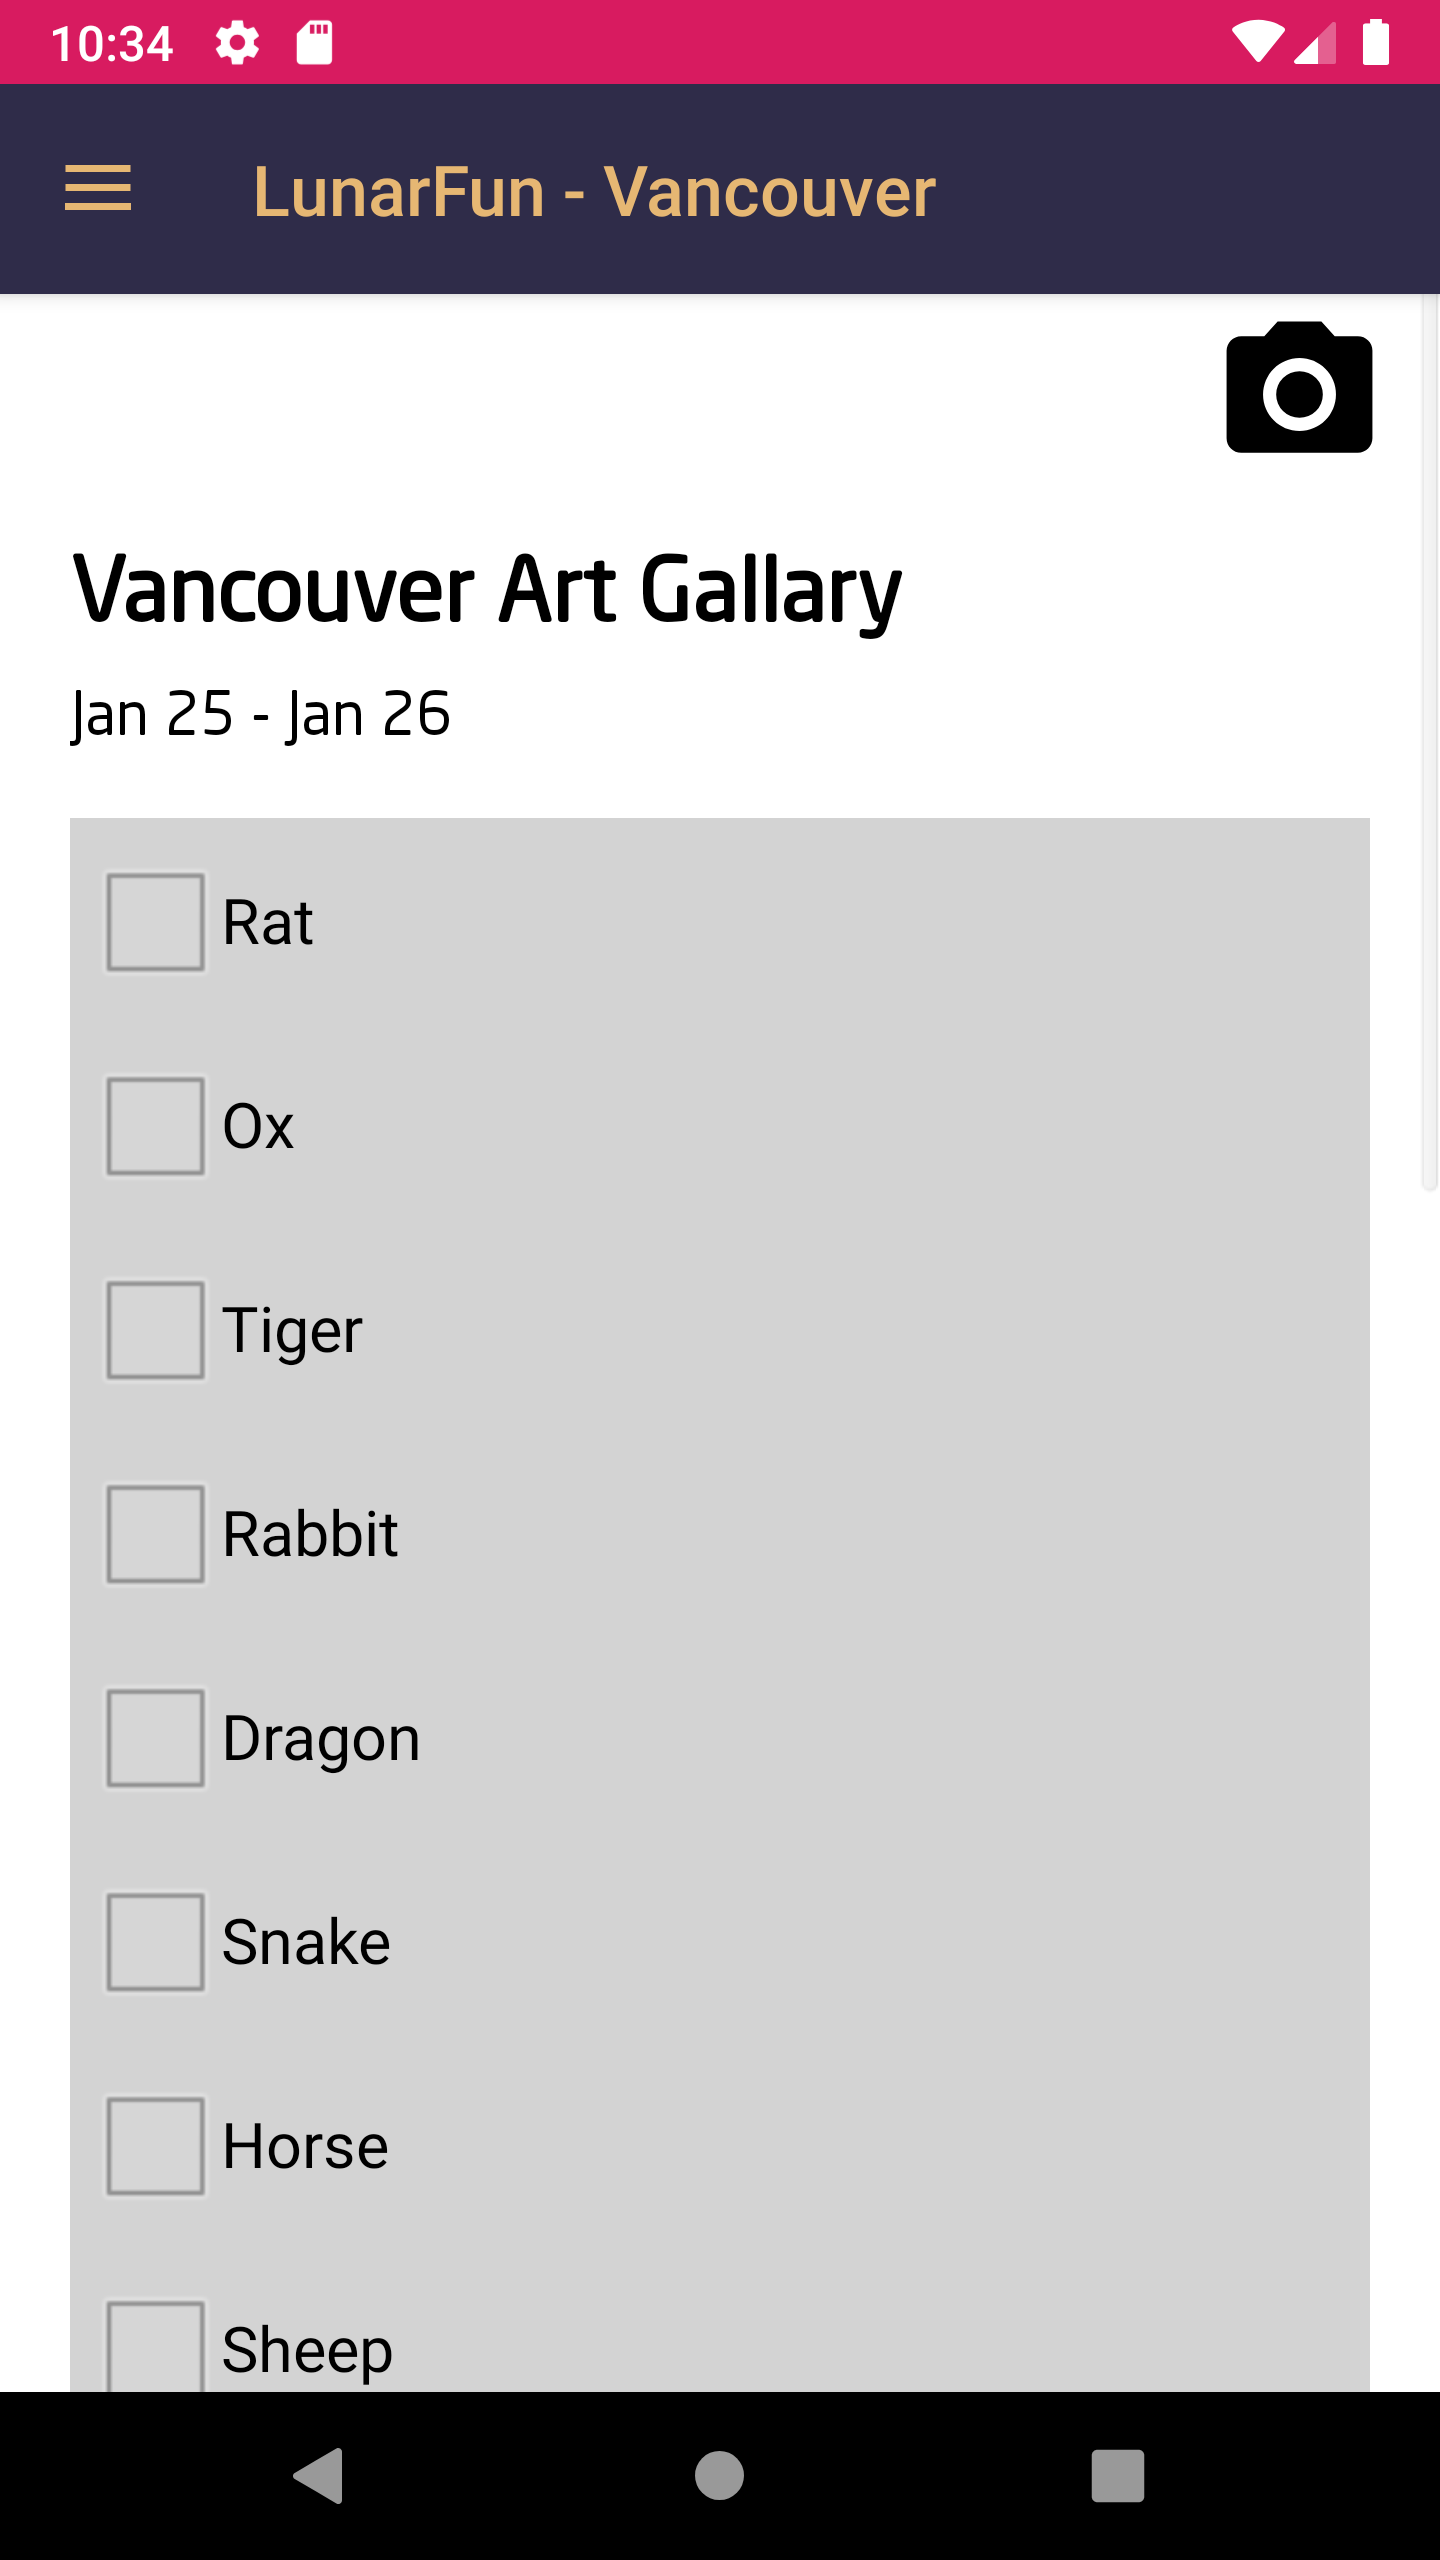 10:34
LunarFun - Vancouver
Vancouver Art Gallary
Jan 25 - Jan 26
Rat
Ox
Tiger
Rabbit
Dragon
Snake
Horse
Sheep